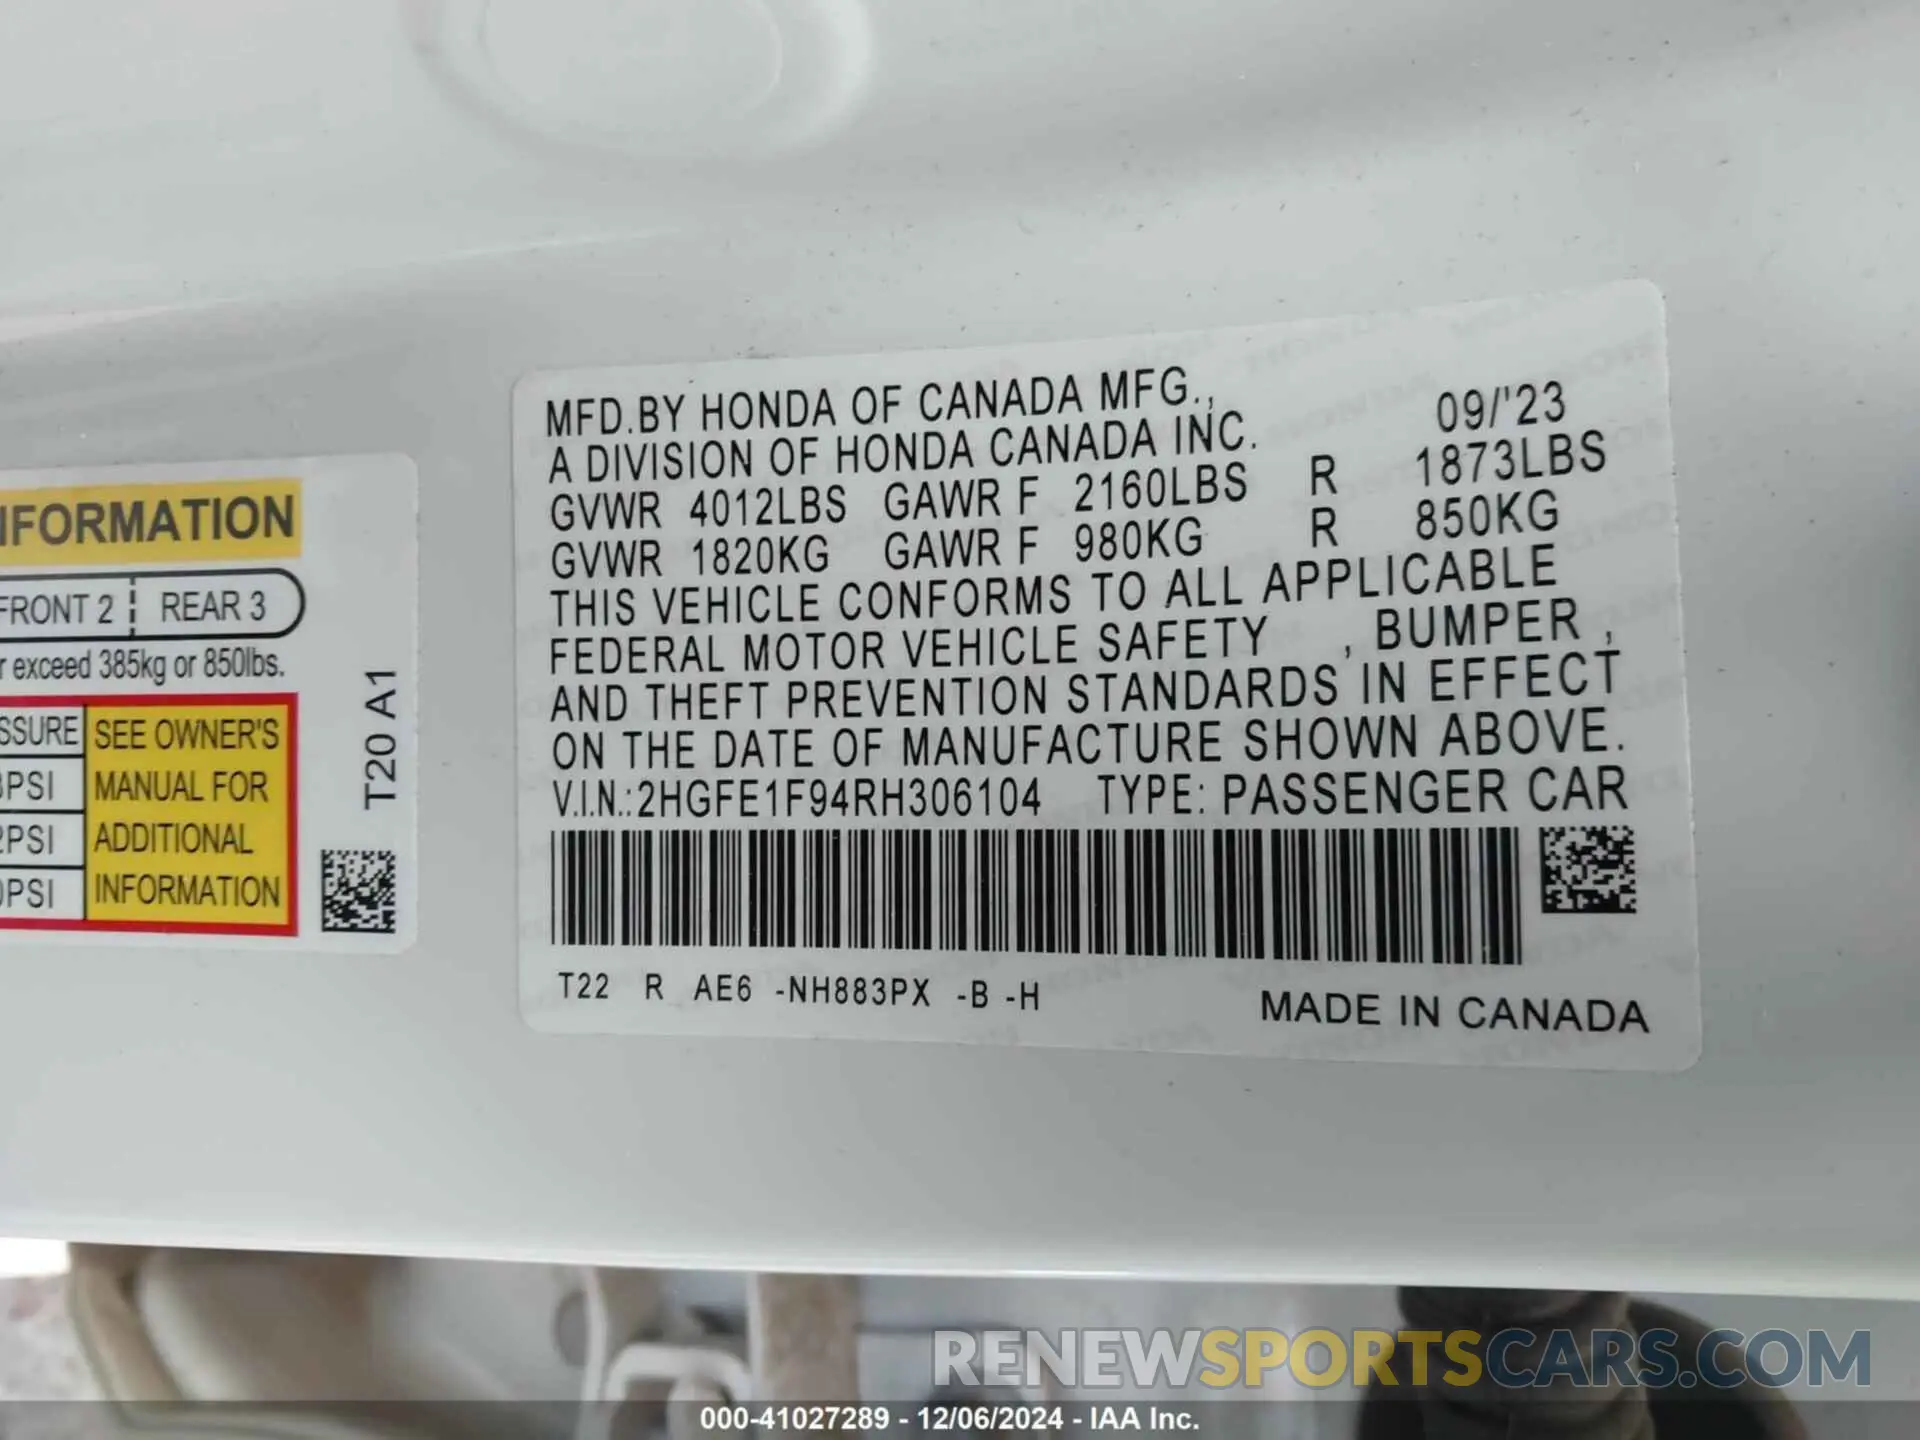 NFORMATION
FRONT 2 REAR 3
r exceed 385kg or 850lbs.
SSURE SEE OWNER'S
PSI MANUAL FOR
PSI ADDITIONAL
PSI INFORMATION
T20 A1
MFD.BY HONDA OF CANADA MFG., 09/'23
A DIVISION OF HONDA CANADA INC.
GVWR 4012LBS GAWR F 2160LBS R 1873LBS
GVWR 1820KG GAWR F 980KG R 850KG
THIS VEHICLE CONFORMS TO ALL APPLICABLE
FEDERAL MOTOR VEHICLE SAFETY , BUMPER ,
AND THEFT PREVENTION STANDARDS IN EFFECT
ON THE DATE OF MANUFACTURE SHOWN ABOVE.
V.I.N.:2HGFE1F94RH306104 TYPE: PASSENGER CAR
T22 R AE6 -NH883PX -B -H
MADE IN CANADA
RENEWSPORTSCARS.COM
000-41027289 - 12/06/2024 - IAA Inc.